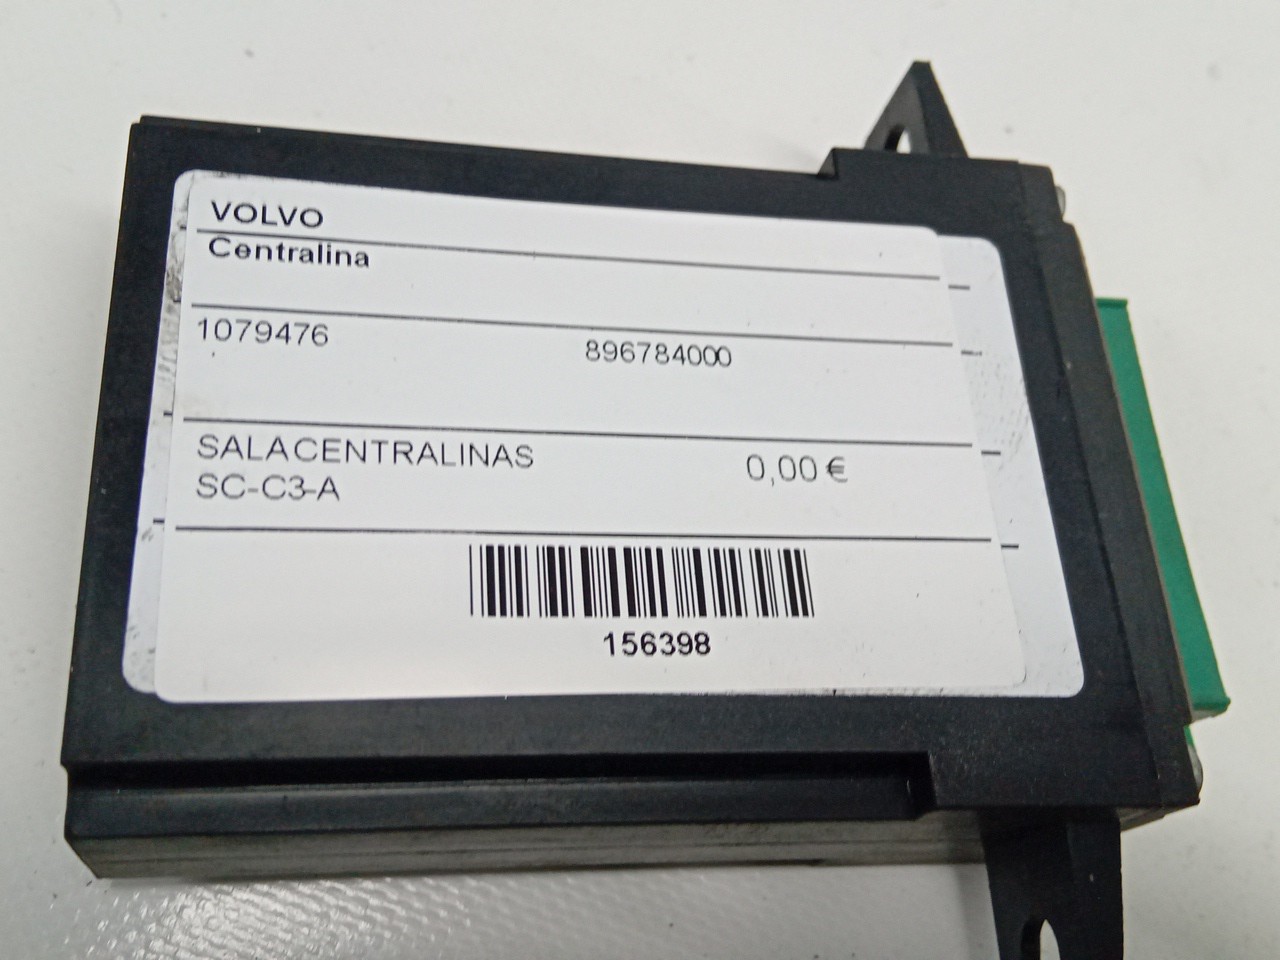 VOLVO
Centralina
1079476 896784000
SALACENTRALINAS 0,00 €
SC-C3-A
156398